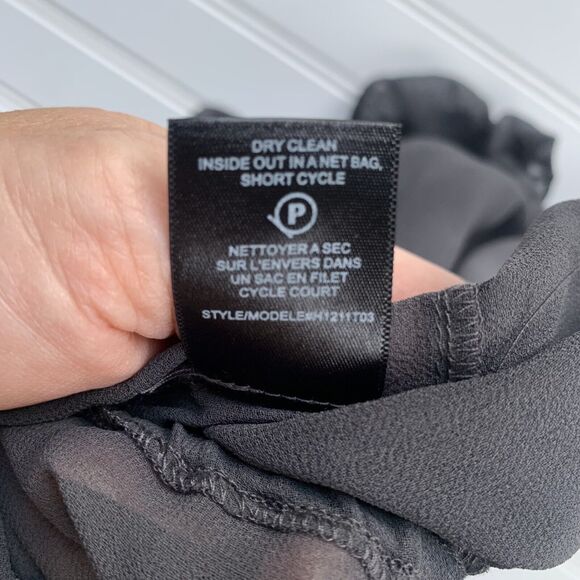 DRY CLEAN
INSIDE OUT IN A NET BAG,
SHORT CYCLE
P
NETTOYER A SEC
SUR L'ENVERS DANS
UN SAC EN FILET
CYCLE COURT
STYLE/MODELE#H1211T03